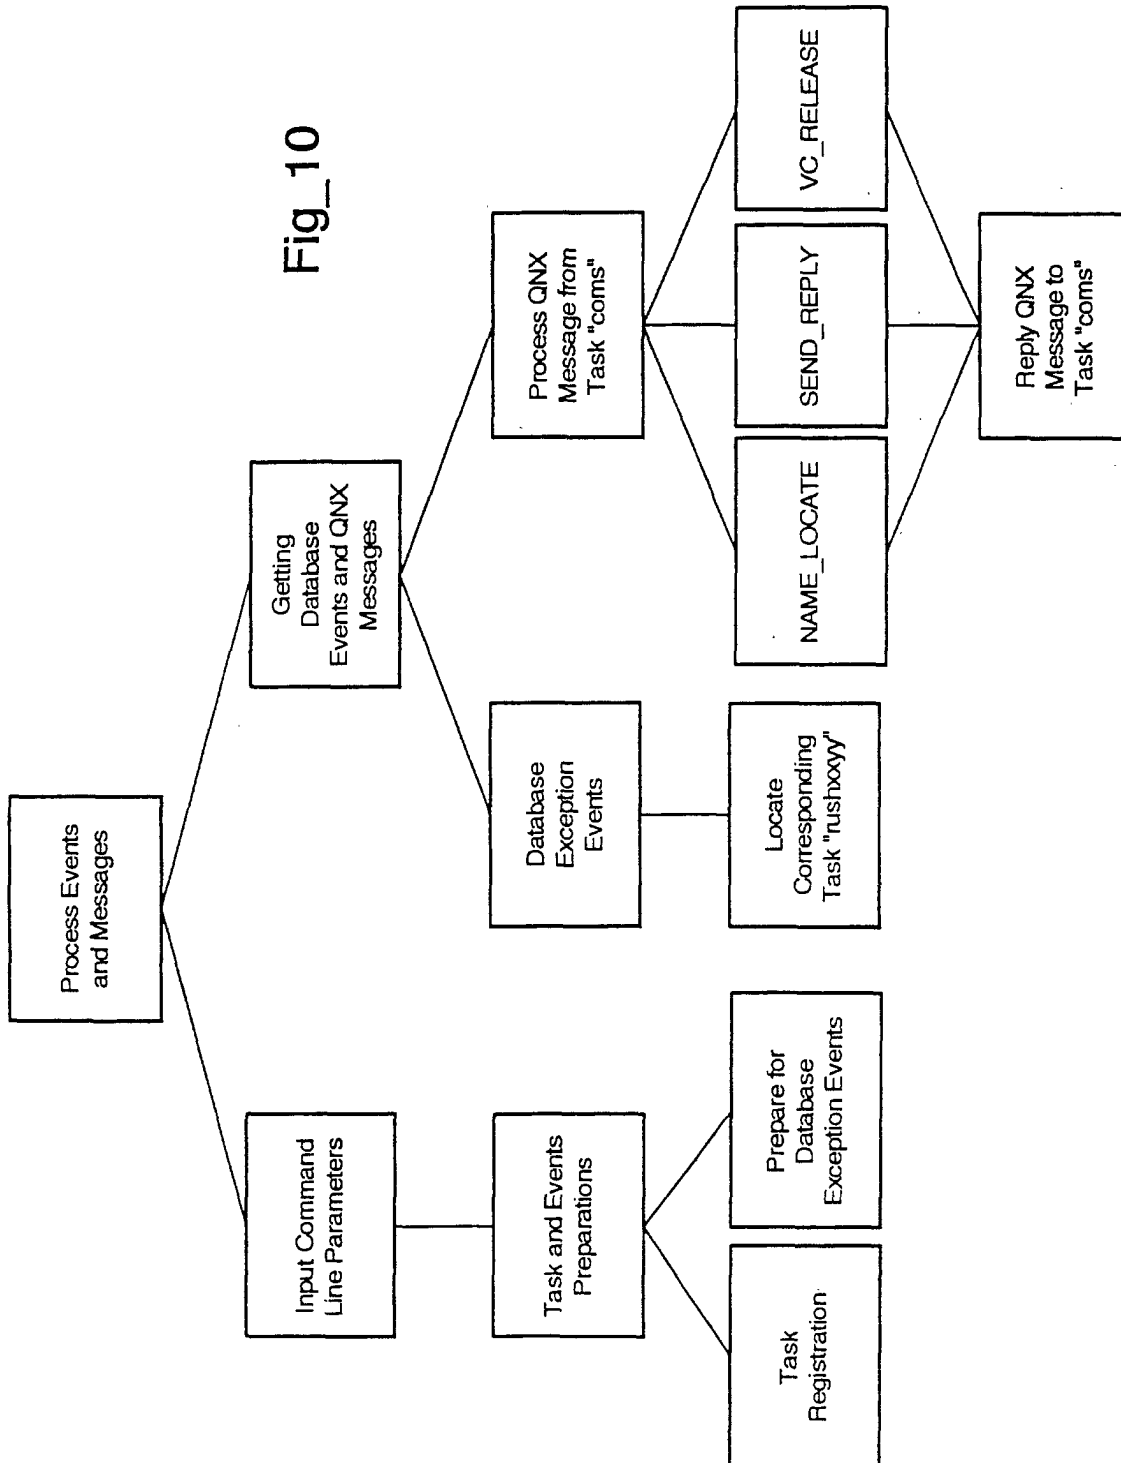 Fig_10
Process Events
and Messages
Input Command
Line Parameters
Getting
Database
Events and QNX
Messages
Task and Events
Preparations
Database
Exception
Events
Process QNX
Message from
Task "coms"
Task
Registration
Prepare for
Database
Exception Events
Locate
Corresponding
Task "rushxxyy"
NAME_LOCATE
SEND_REPLY
VC_RELEASE
Reply QNX
Message to
Task "coms"